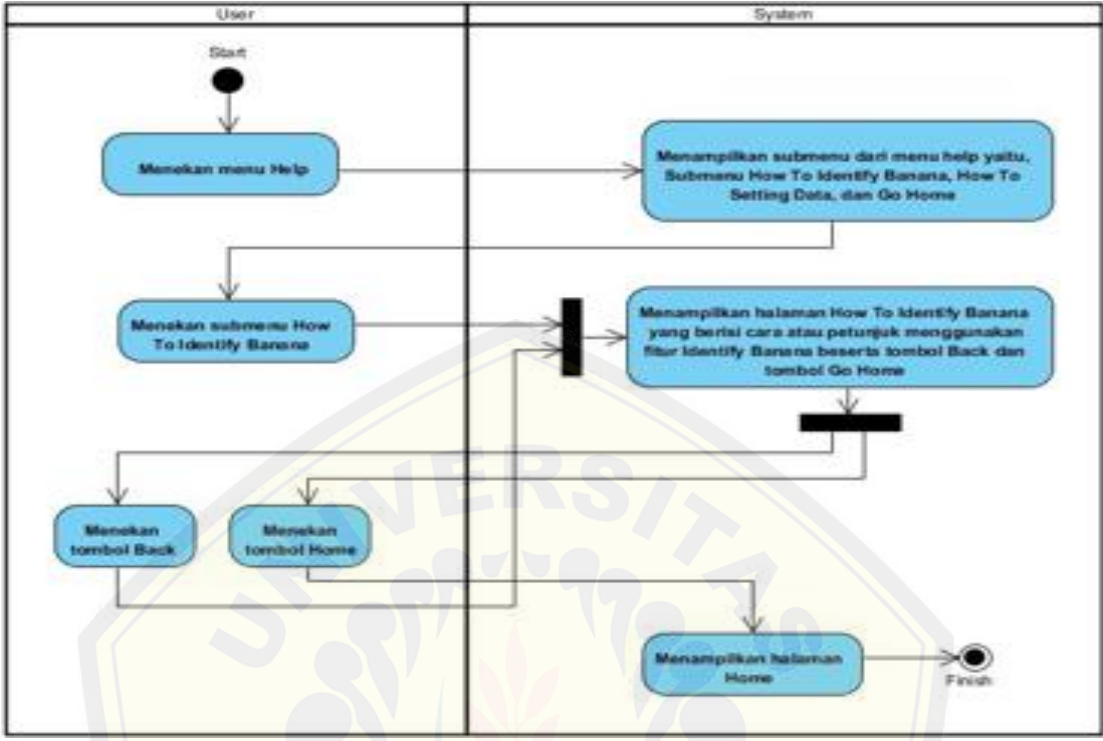 User
System
Start
Menekan menu Help
Menampilkan submenu dari menu help yaitu,
Submenu How To Identify Banana, How To
Setting Data, dan Go Home
Menekan submenu How
To Identify Banana
Menampilkan halaman How To Identify Banana
yang berisi cara atau petunjuk menggunakan
fitur Identify Banana beserta tombol Back dan
tombol Go Home
Menekan
tombol Back
Menekan
tombol Home
Menampilkan halaman
Home
Finish
UNIVERSITAS